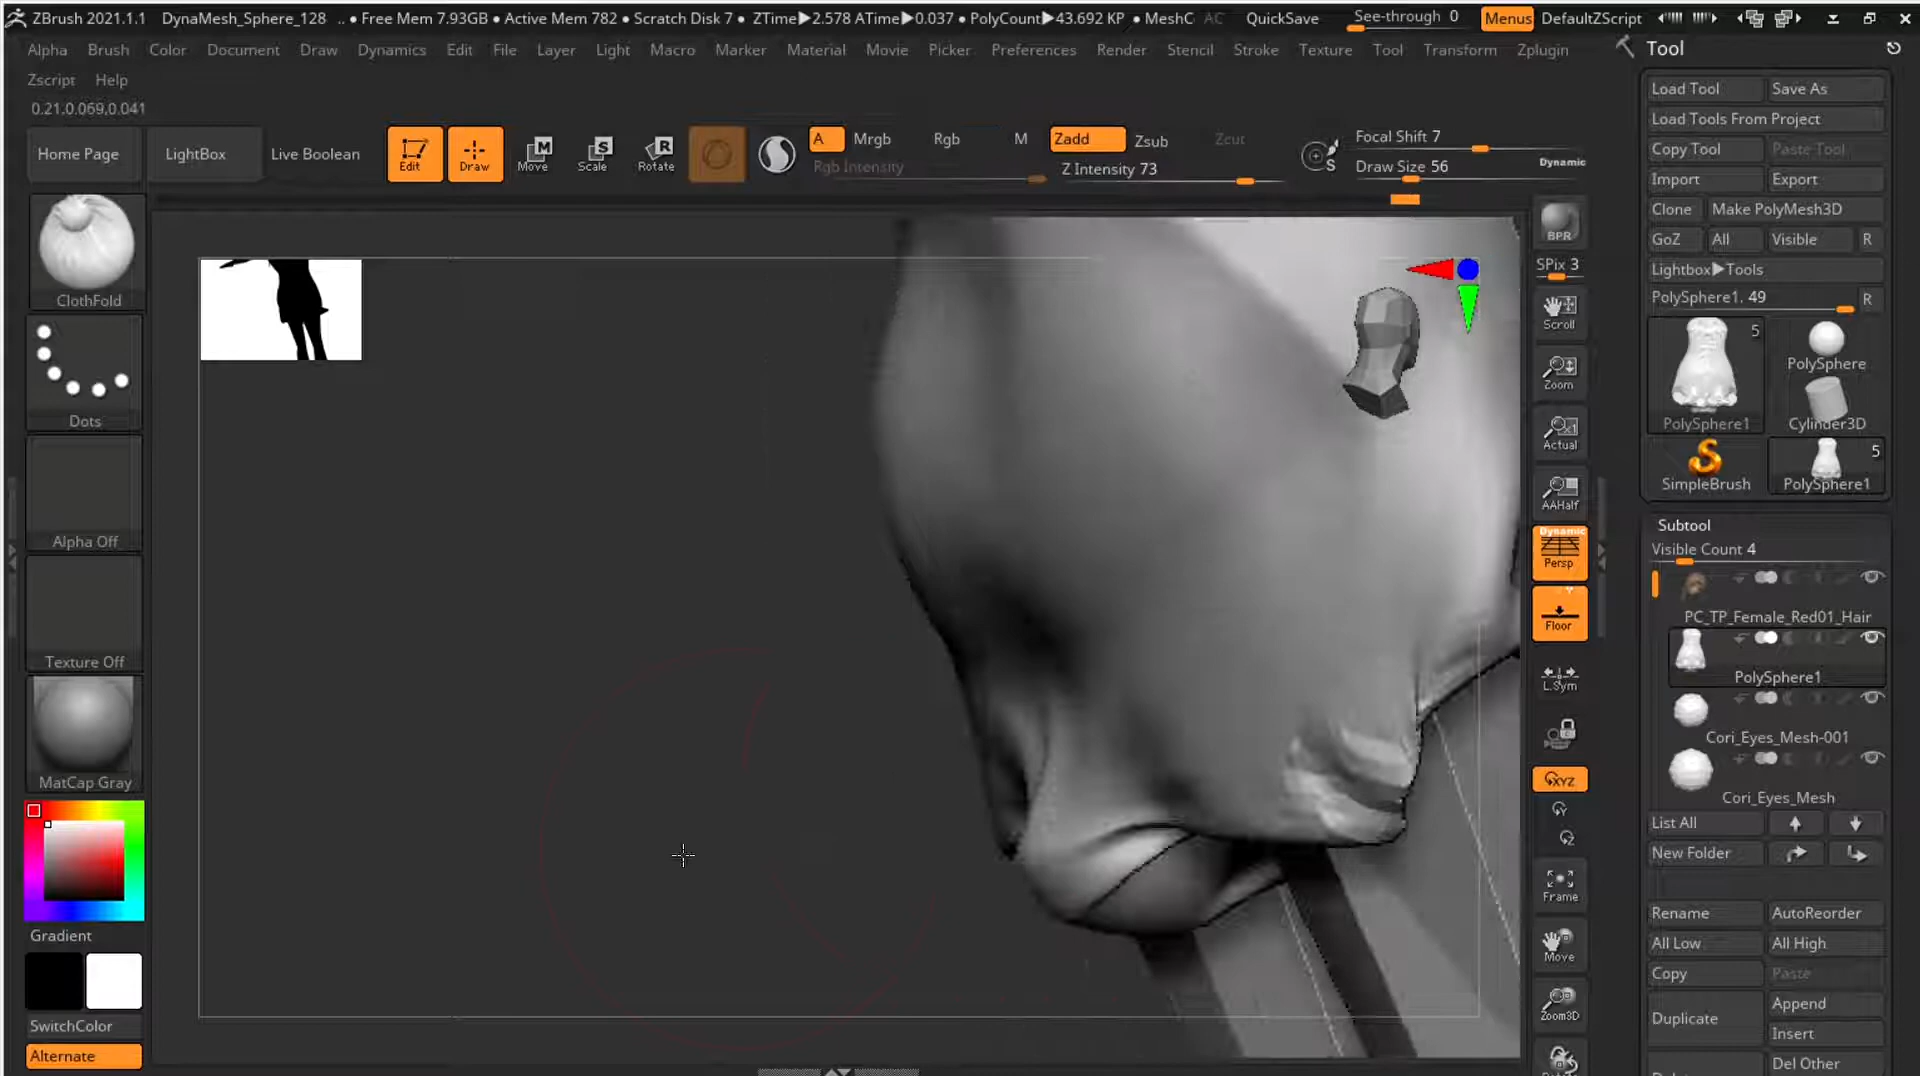 ZBrush 2021.1.1 DynaMesh_Sphere_128 .. • Free Mem 7.93GB • Active Mem 782 • Scratch Disk 7 • ZTime▶2.578 ATime▶0.037 • PolyCount▶43.692 KP • MeshC AC QuickSave See-through 0 Menus DefaultZScript
Alpha Brush Color Document Draw Dynamics Edit File Layer Light Macro Marker Material Movie Picker Preferences Render Stencil Stroke Texture Tool Transform Zplugin
Zscript Help
0.21,0.069,0.041
Home Page LightBox Live Boolean Edit Draw Move Scale Rotate
A Mrgb Rgb M Zadd Zsub Zcut
Rgb Intensity Z Intensity 73
Focal Shift 7
Draw Size 56 Dynamic
ClothFold
Dots
Alpha Off
Texture Off
MatCap Gray
Gradient
SwitchColor
Alternate
BPR
SPix 3
Scroll
Zoom
Actual
AAHalf
Dynamic
Persp
Floor
L.Sym
XYZ
Frame
Move
Zoom3D
Tool
Load Tool Save As
Load Tools From Project
Copy Tool Paste Tool
Import Export
Clone Make PolyMesh3D
GoZ All Visible R
Lightbox▶Tools
PolySphere1. 49 R
5
PolySphere1
PolySphere
Cylinder3D
SimpleBrush
5
PolySphere1
Subtool
Visible Count 4
PC_TP_Female_Red01_Hair
PolySphere1
Cori_Eyes_Mesh-001
Cori_Eyes_Mesh
List All
New Folder
Rename AutoReorder
All Low All High
Copy Paste
Duplicate Append
Insert
Del Other